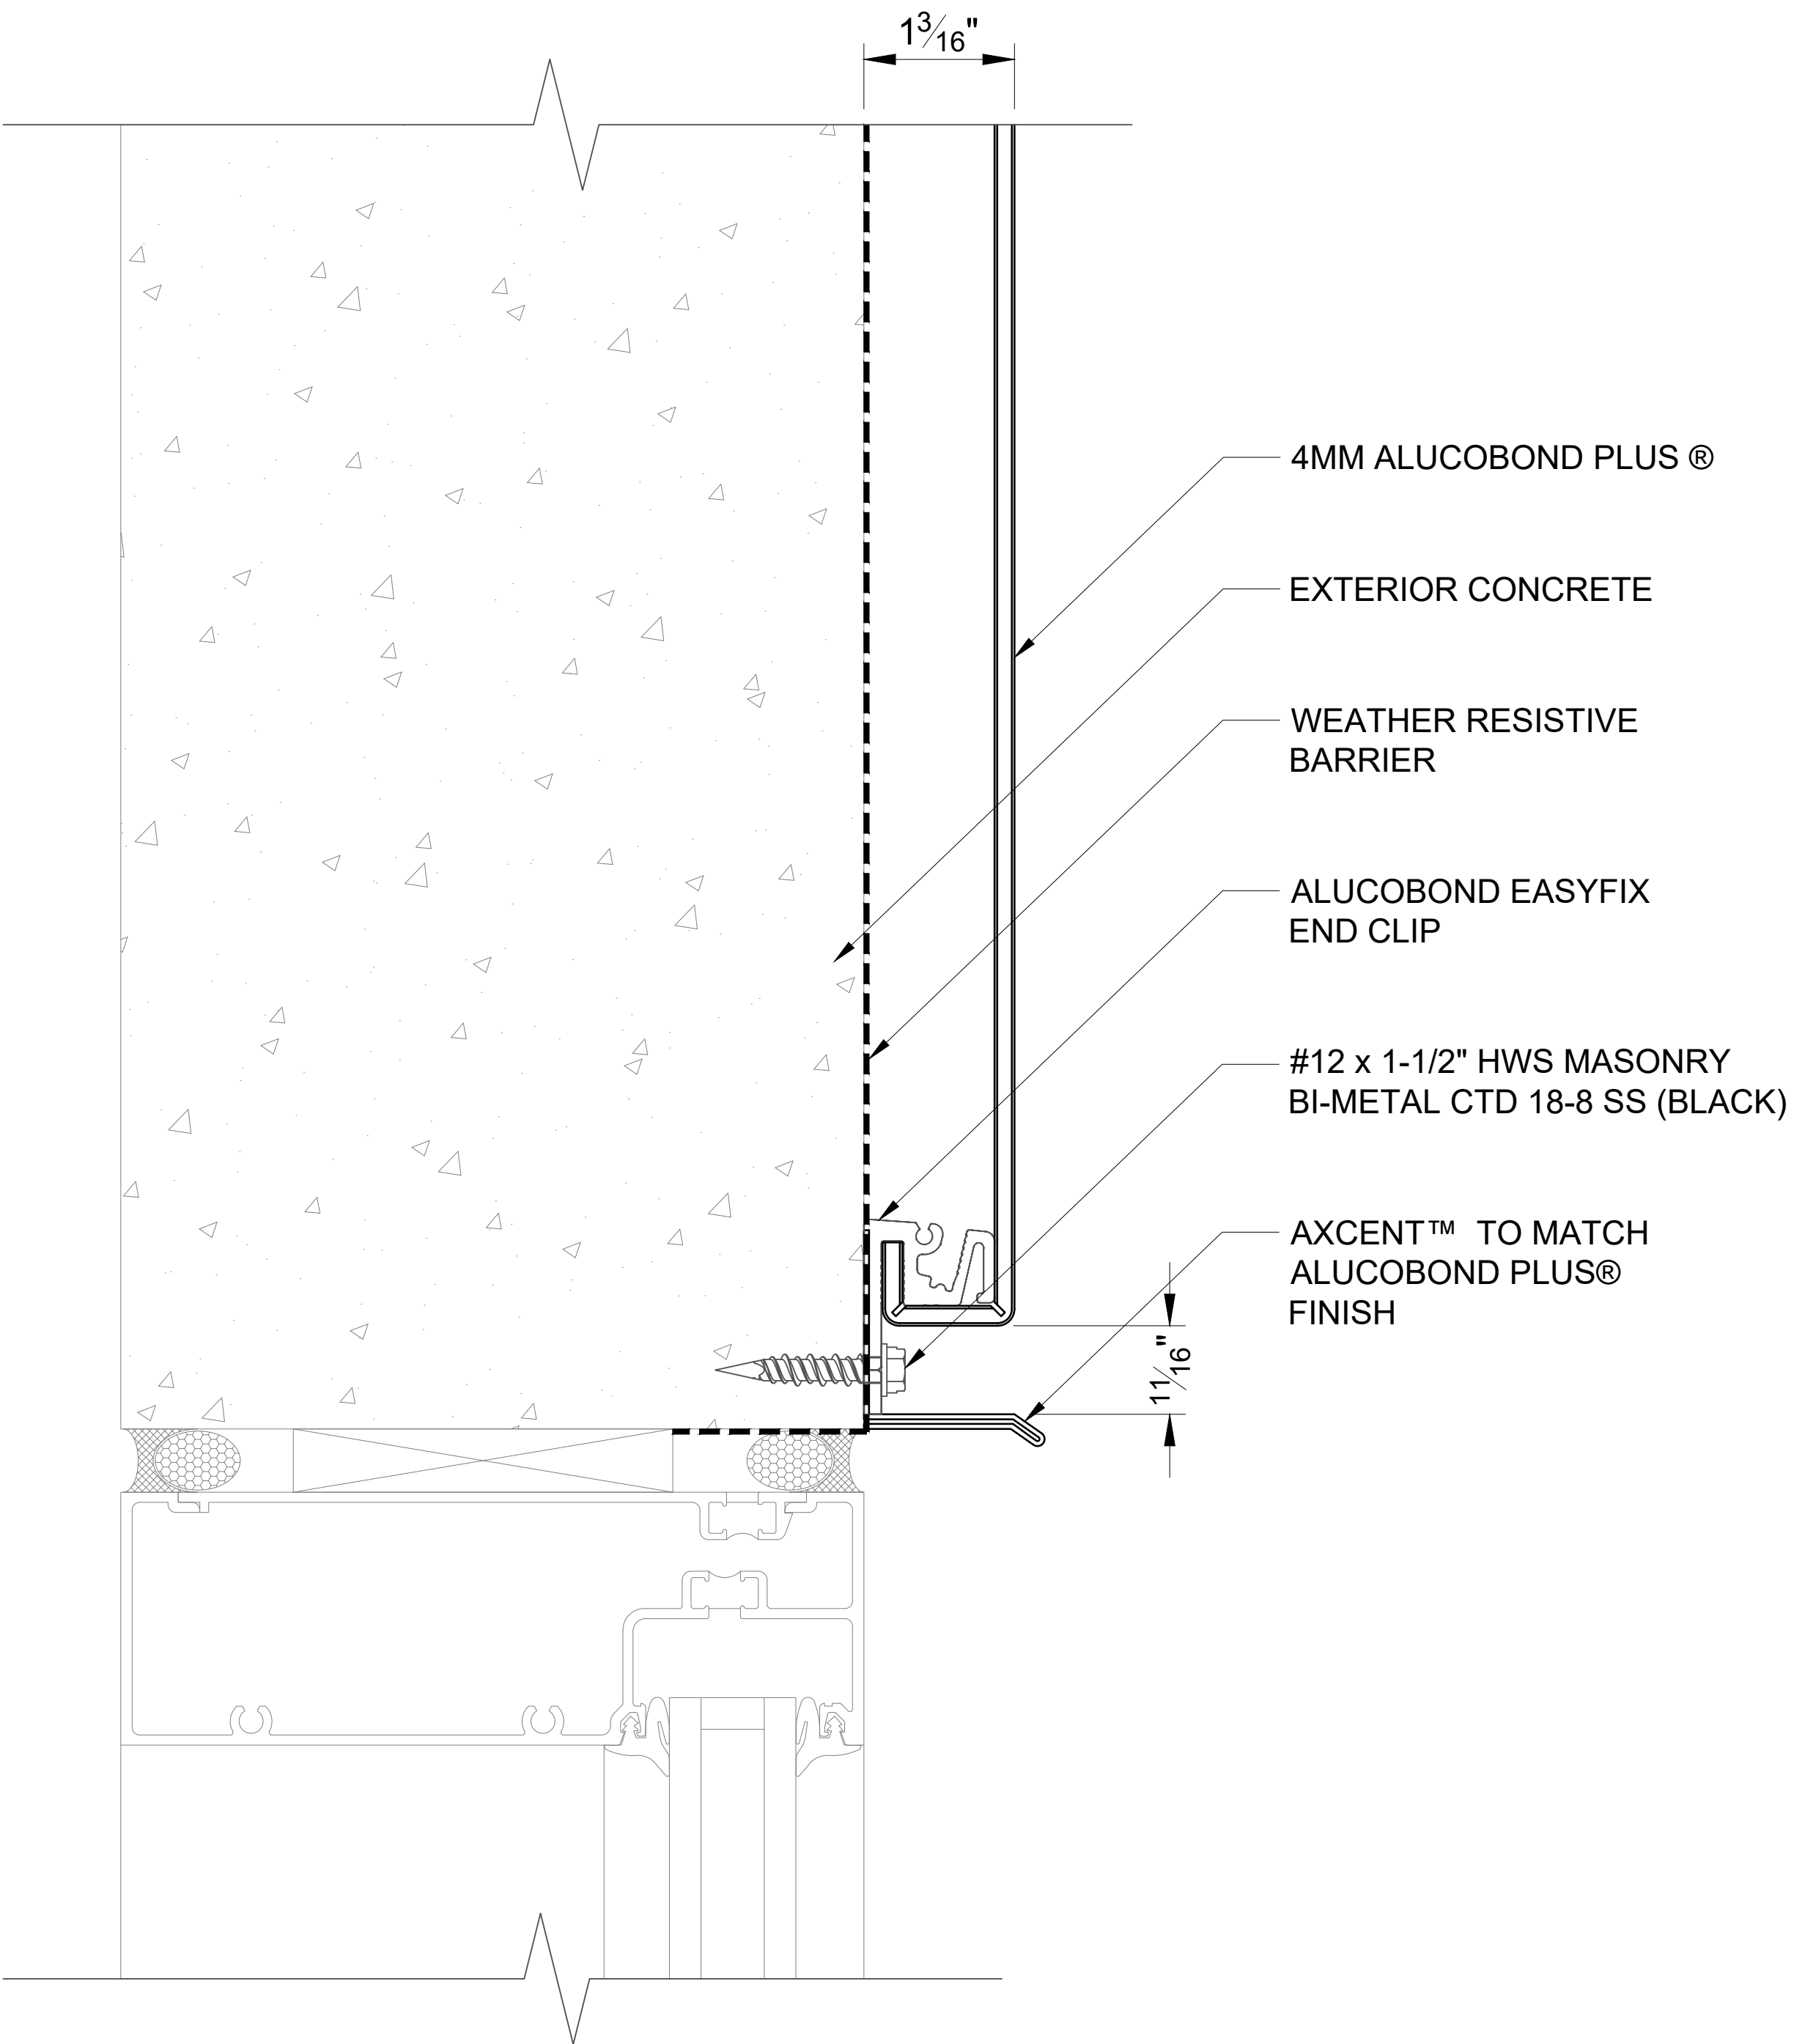 1 3⁄16"
4MM ALUCOBOND PLUS ®
EXTERIOR CONCRETE
WEATHER RESISTIVE
BARRIER
ALUCOBOND EASYFIX
END CLIP
#12 x 1-1/2" HWS MASONRY
BI-METAL CTD 18-8 SS (BLACK)
AXCENT™ TO MATCH
ALUCOBOND PLUS®
FINISH
11⁄16"